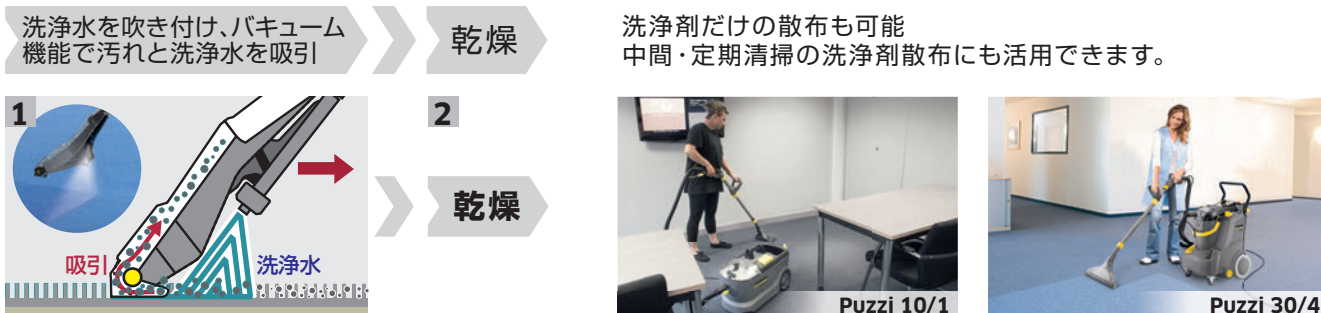 洗浄水を吹き付け、バキューム
機能で汚れと洗浄水を吸引
乾燥
洗浄剤だけの散布も可能
中間・定期清掃の洗浄剤散布にも活用できます。
1
吸引
洗浄水
2
乾燥
Puzzi 10/1
Puzzi 30/4